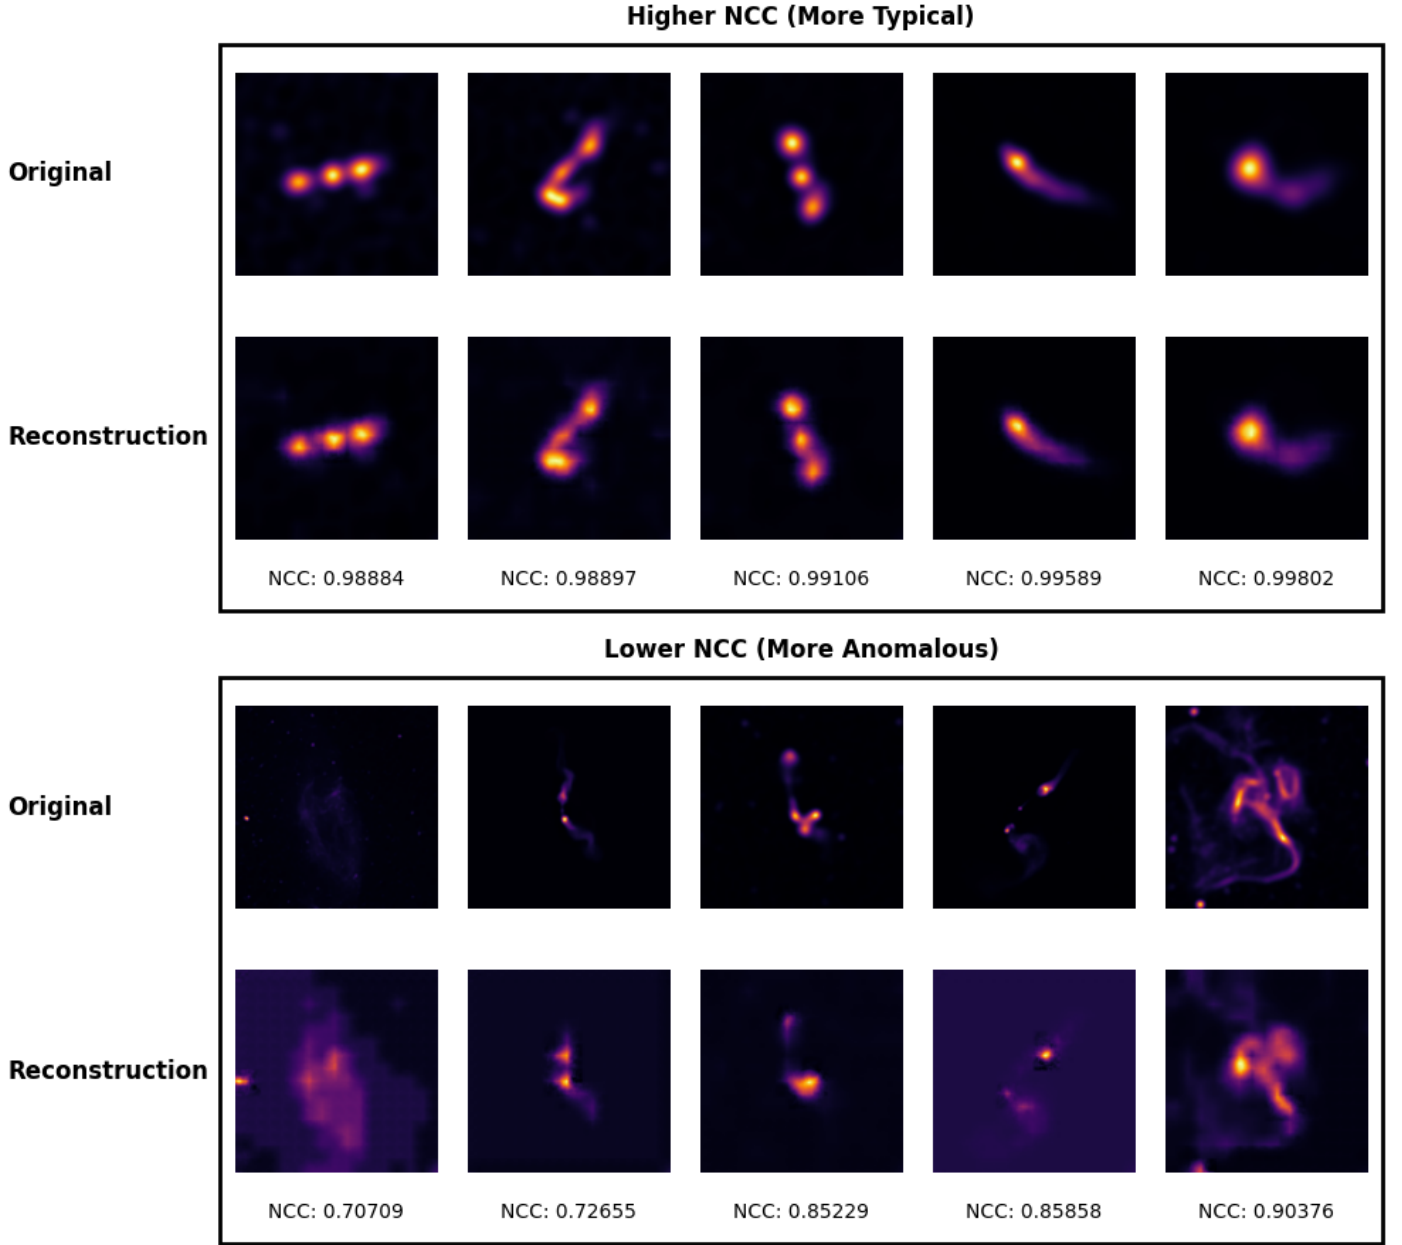 Higher NCC (More Typical)
Original
Reconstruction
NCC: 0.98884 NCC: 0.98897 NCC: 0.99106 NCC: 0.99589 NCC: 0.99802
Lower NCC (More Anomalous)
Original
Reconstruction
NCC: 0.70709 NCC: 0.72655 NCC: 0.85229 NCC: 0.85858 NCC: 0.90376